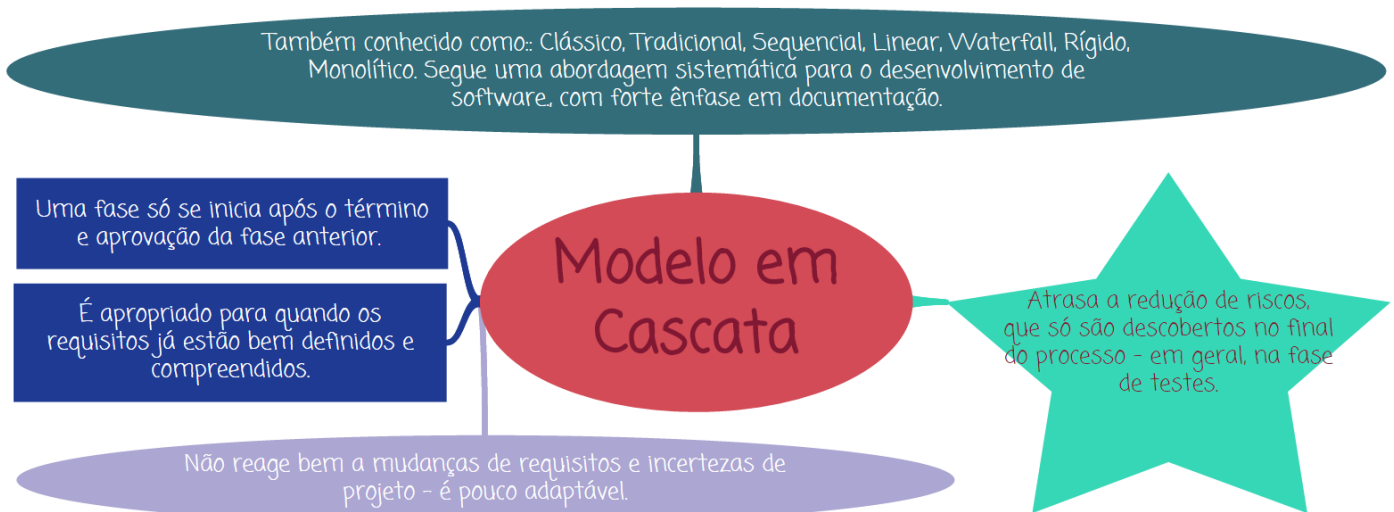 Também conhecido como:: Clássico, Tradicional, Sequencial, Linear, Waterfall, Rígido,
Monolítico. Segue uma abordagem sistemática para o desenvolvimento de
software., com forte ênfase em documentação.
Uma fase só se inicia após o término
e aprovação da fase anterior.
É apropriado para quando os
requisitos já estão bem definidos e
compreendidos.
Modelo em
Cascata
Atrasa a redução de riscos,
que só são descobertos no final
do processo - em geral, na fase
de testes.
Não reage bem a mudanças de requisitos e incertezas de
projeto - é pouco adaptável.